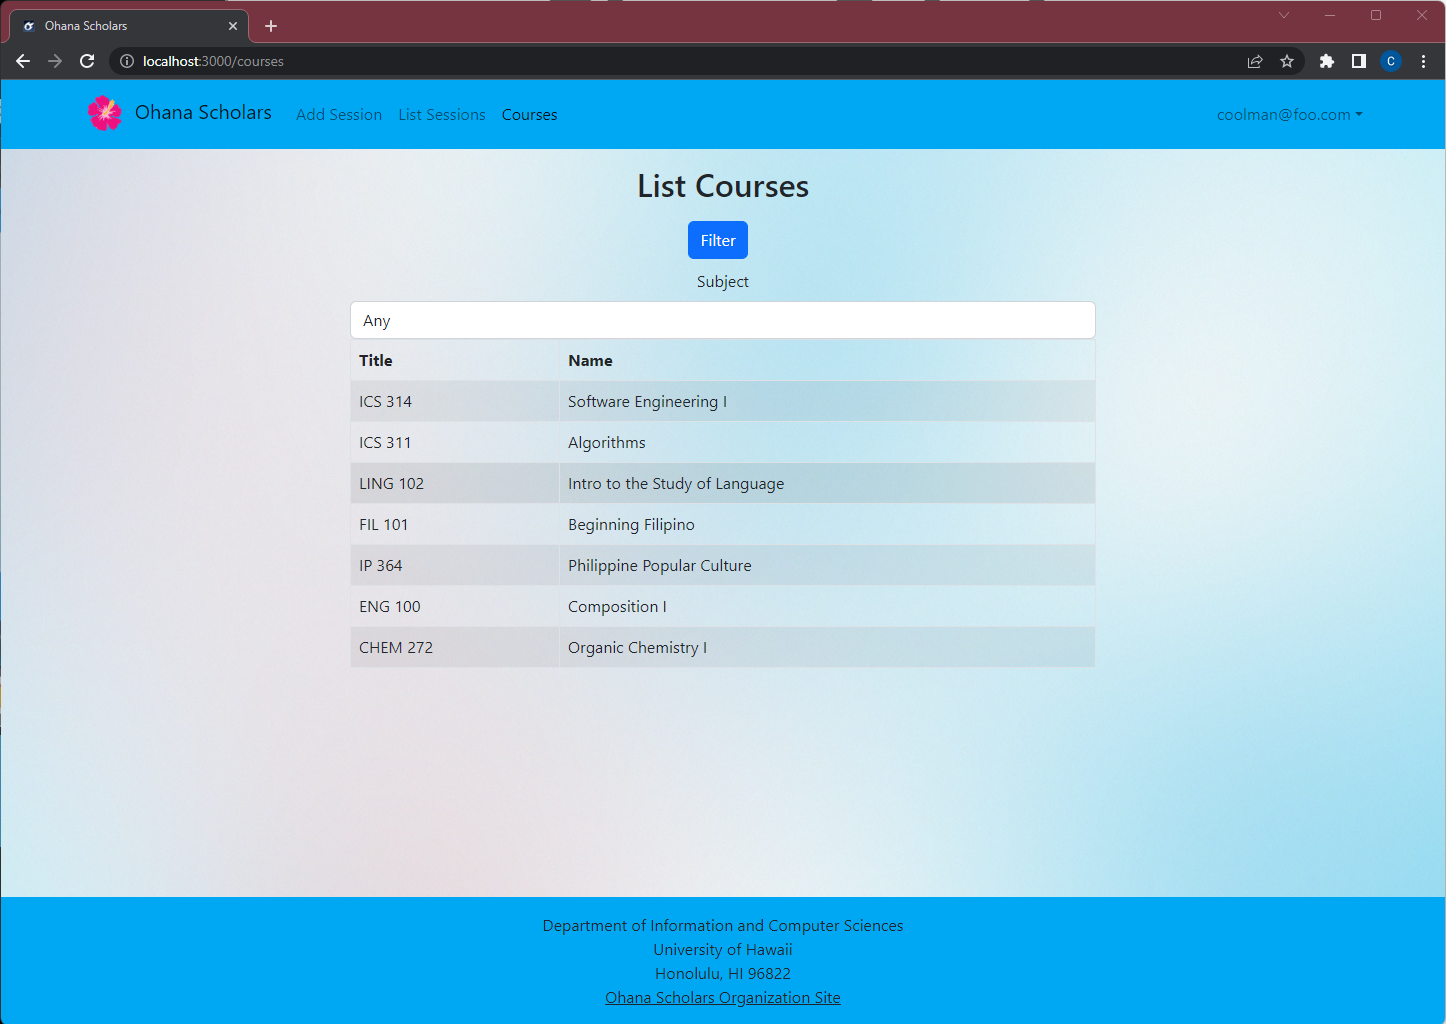 Ohana Scholars
localhost:3000/courses
C
Ohana Scholars Add Session List Sessions Courses coolman@foo.com
List Courses
Filter
Subject
Any
Title Name
ICS 314 Software Engineering I
ICS 311 Algorithms
LING 102 Intro to the Study of Language
FIL 101 Beginning Filipino
IP 364 Philippine Popular Culture
ENG 100 Composition I
CHEM 272 Organic Chemistry I
Department of Information and Computer Sciences
University of Hawaii
Honolulu, HI 96822
Ohana Scholars Organization Site